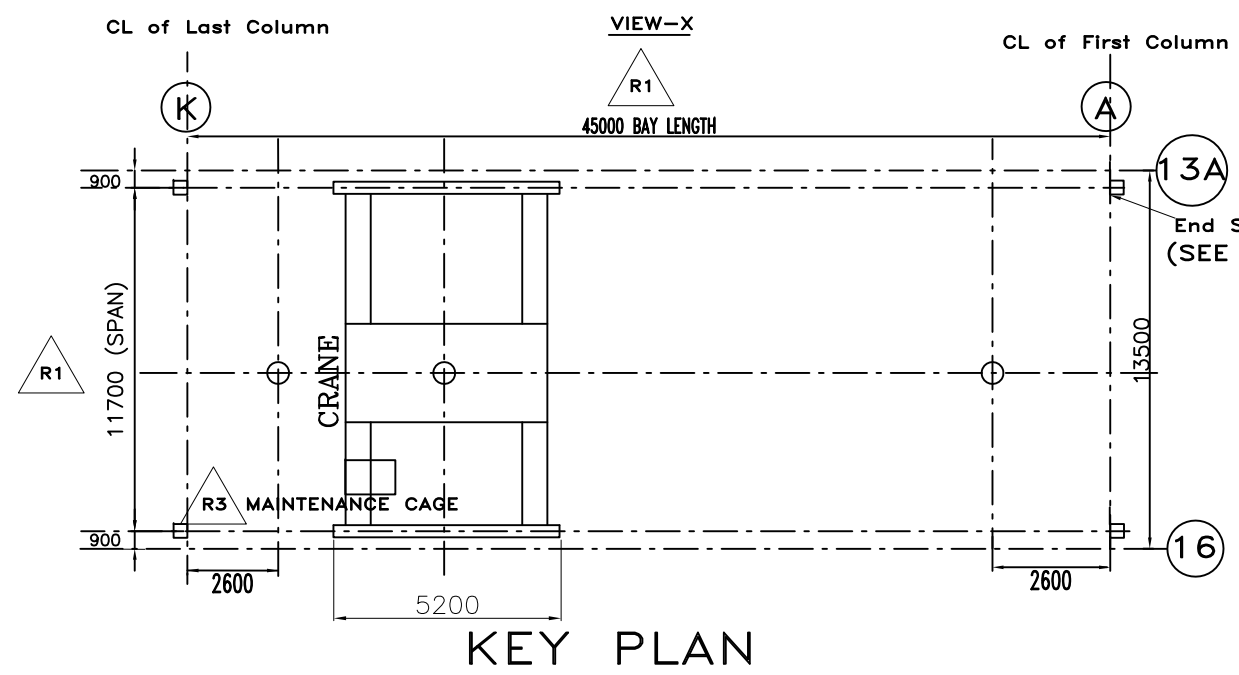 CL of Last Column
VIEW-X
CL of First Column
R1
K
45000 BAY LENGTH
A
900
13A
End S
(SEE
11700 (SPAN)
R1
CRANE
13500
R3 MAINTENANCE CAGE
900
16
2600
5200
2600
KEY PLAN